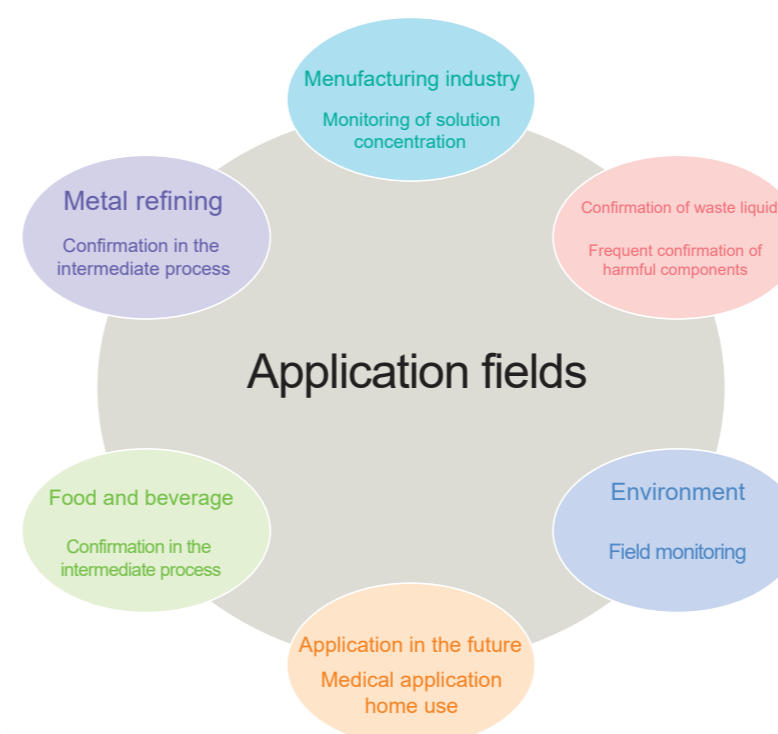 Menufacturing industry
Monitoring of solution
concentration
Metal refining
Confirmation in the
intermediate process
Confirmation of waste liquid
Frequent confirmation of
harmful components
Application fields
Food and beverage
Confirmation in the
intermediate process
Environment
Field monitoring
Application in the future
Medical application
home use